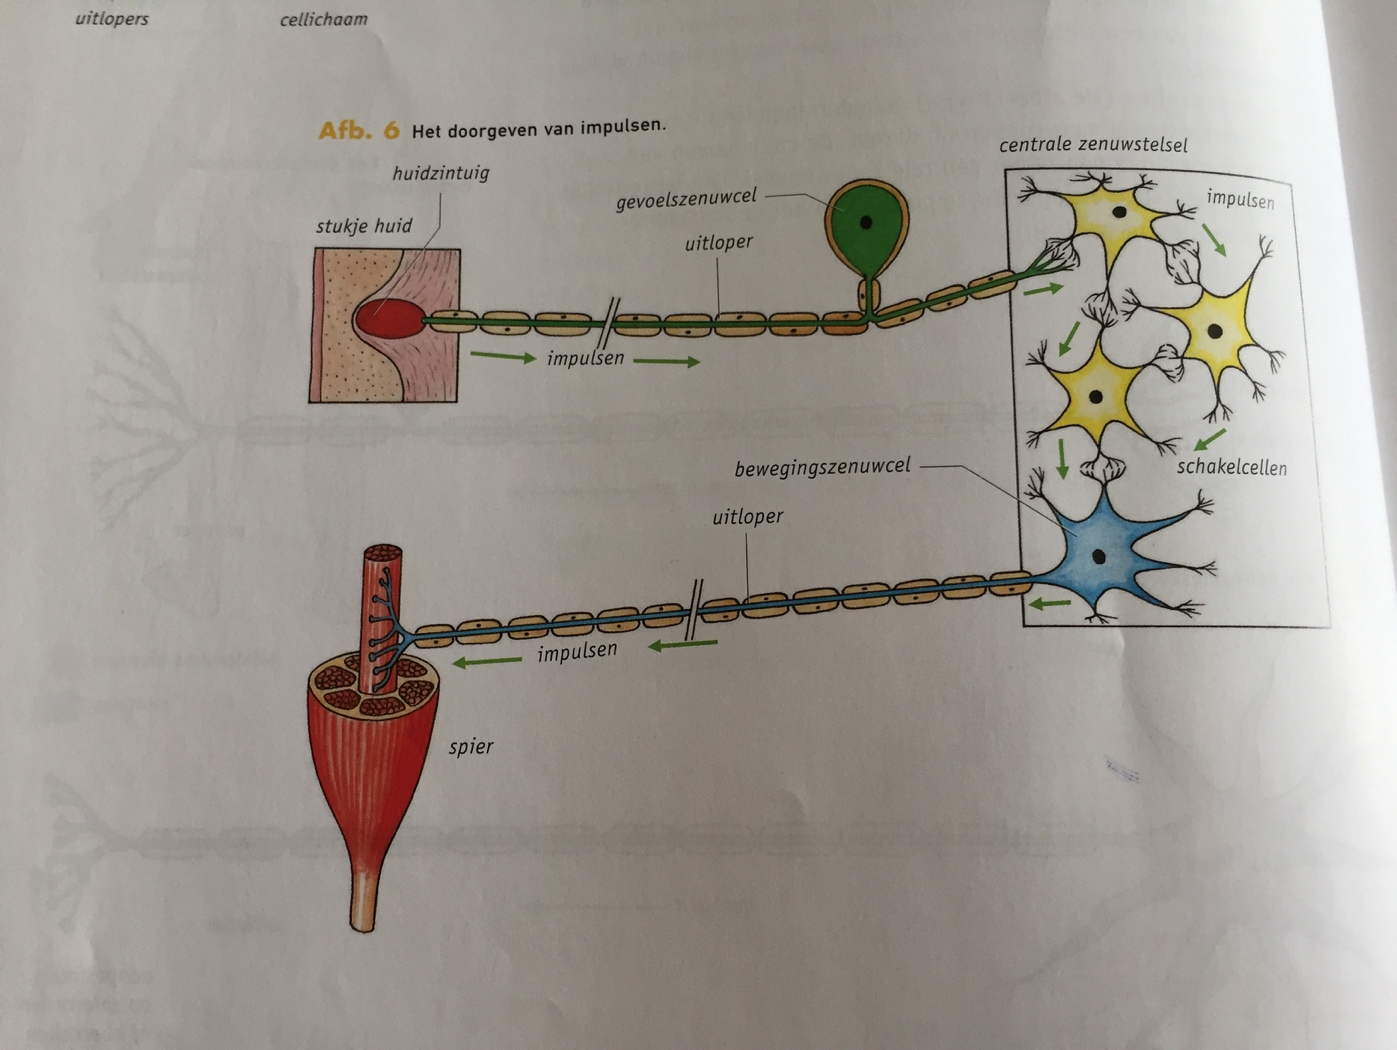 uitlopers
cellichaam
Afb. 6 Het doorgeven van impulsen.
centrale zenuwstelsel
huidzintuig
gevoelszenuwcel
impulsen
stukje huid
uitloper
impulsen
bewegingszenuwcel
schakelcellen
uitloper
impulsen
spier